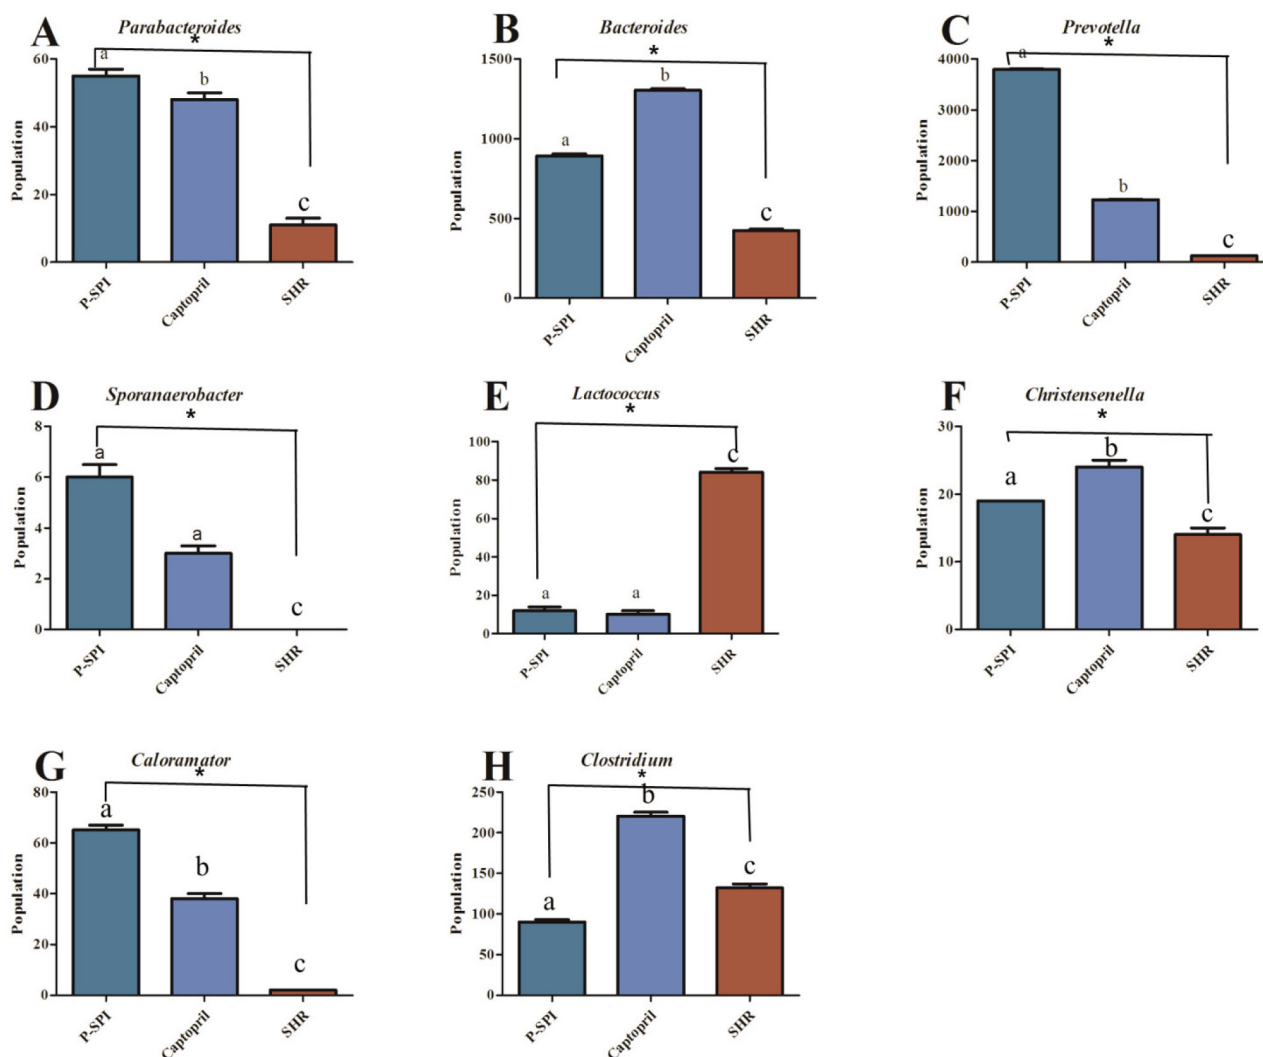 A
Parabacteroides
*
a
b
c
60
40
20
0
Population
P-SPI
Captopril
SHR
B
Bacteroides
*
a
b
c
1500
1000
500
0
Population
P-SPI
Captopril
SHR
C
Prevotella
*
a
b
c
4000
3000
2000
1000
0
Population
P-SPI
Captopril
SHR
D
Sporanaerobacter
*
a
a
c
8
6
4
2
0
Population
P-SPI
Captopril
SHR
E
Lactococcus
*
a
a
c
100
80
60
40
20
0
Population
P-SPI
Captopril
SHR
F
Christensenella
*
a
b
c
30
20
10
0
Population
P-SPI
Captopril
SHR
G
Caloramator
*
a
b
c
80
60
40
20
0
Population
P-SPI
Captopril
SHR
H
Clostridium
*
a
b
c
250
200
150
100
50
0
Population
P-SPI
Captopril
SHR